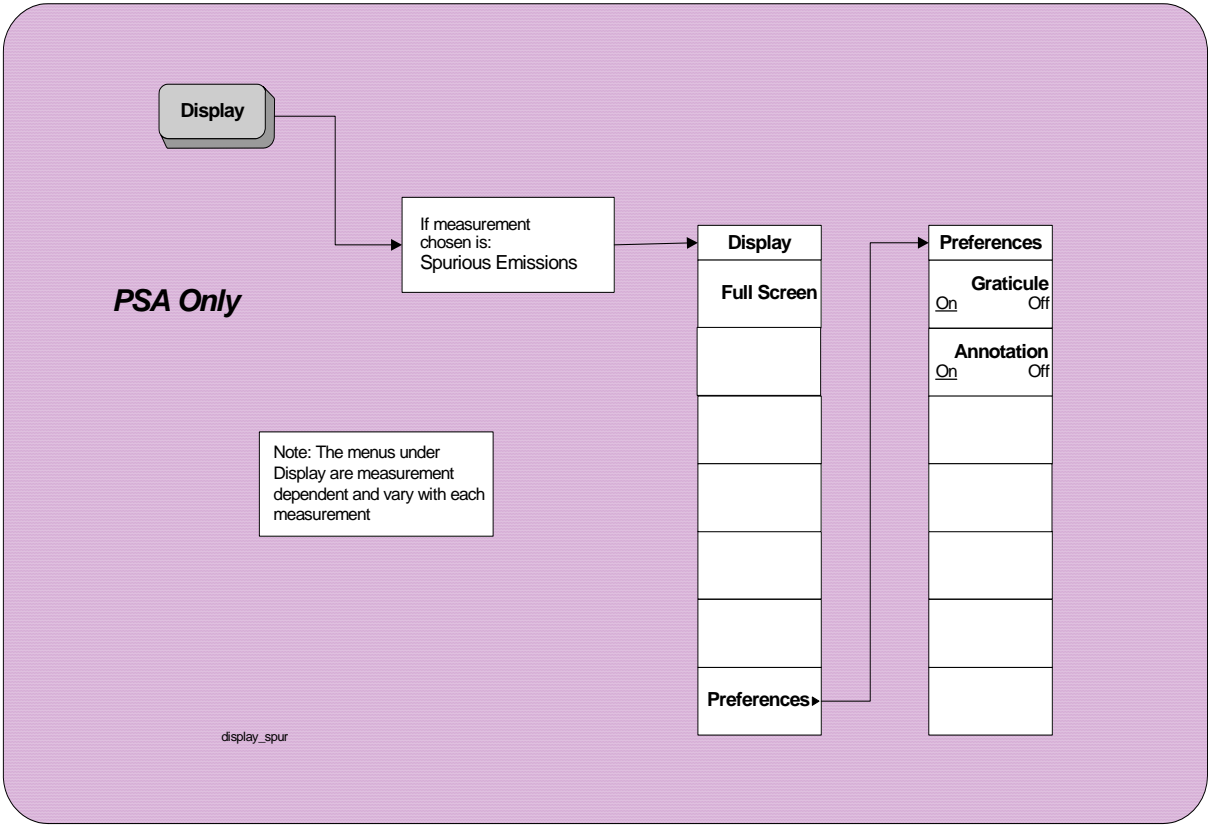 Display
If measurement
chosen is:
Spurious Emissions
PSA Only
Note: The menus under
Display are measurement
dependent and vary with each
measurement
Display
Full Screen
Preferences
Preferences
Graticule
On Off
Annotation
On Off
display_spur